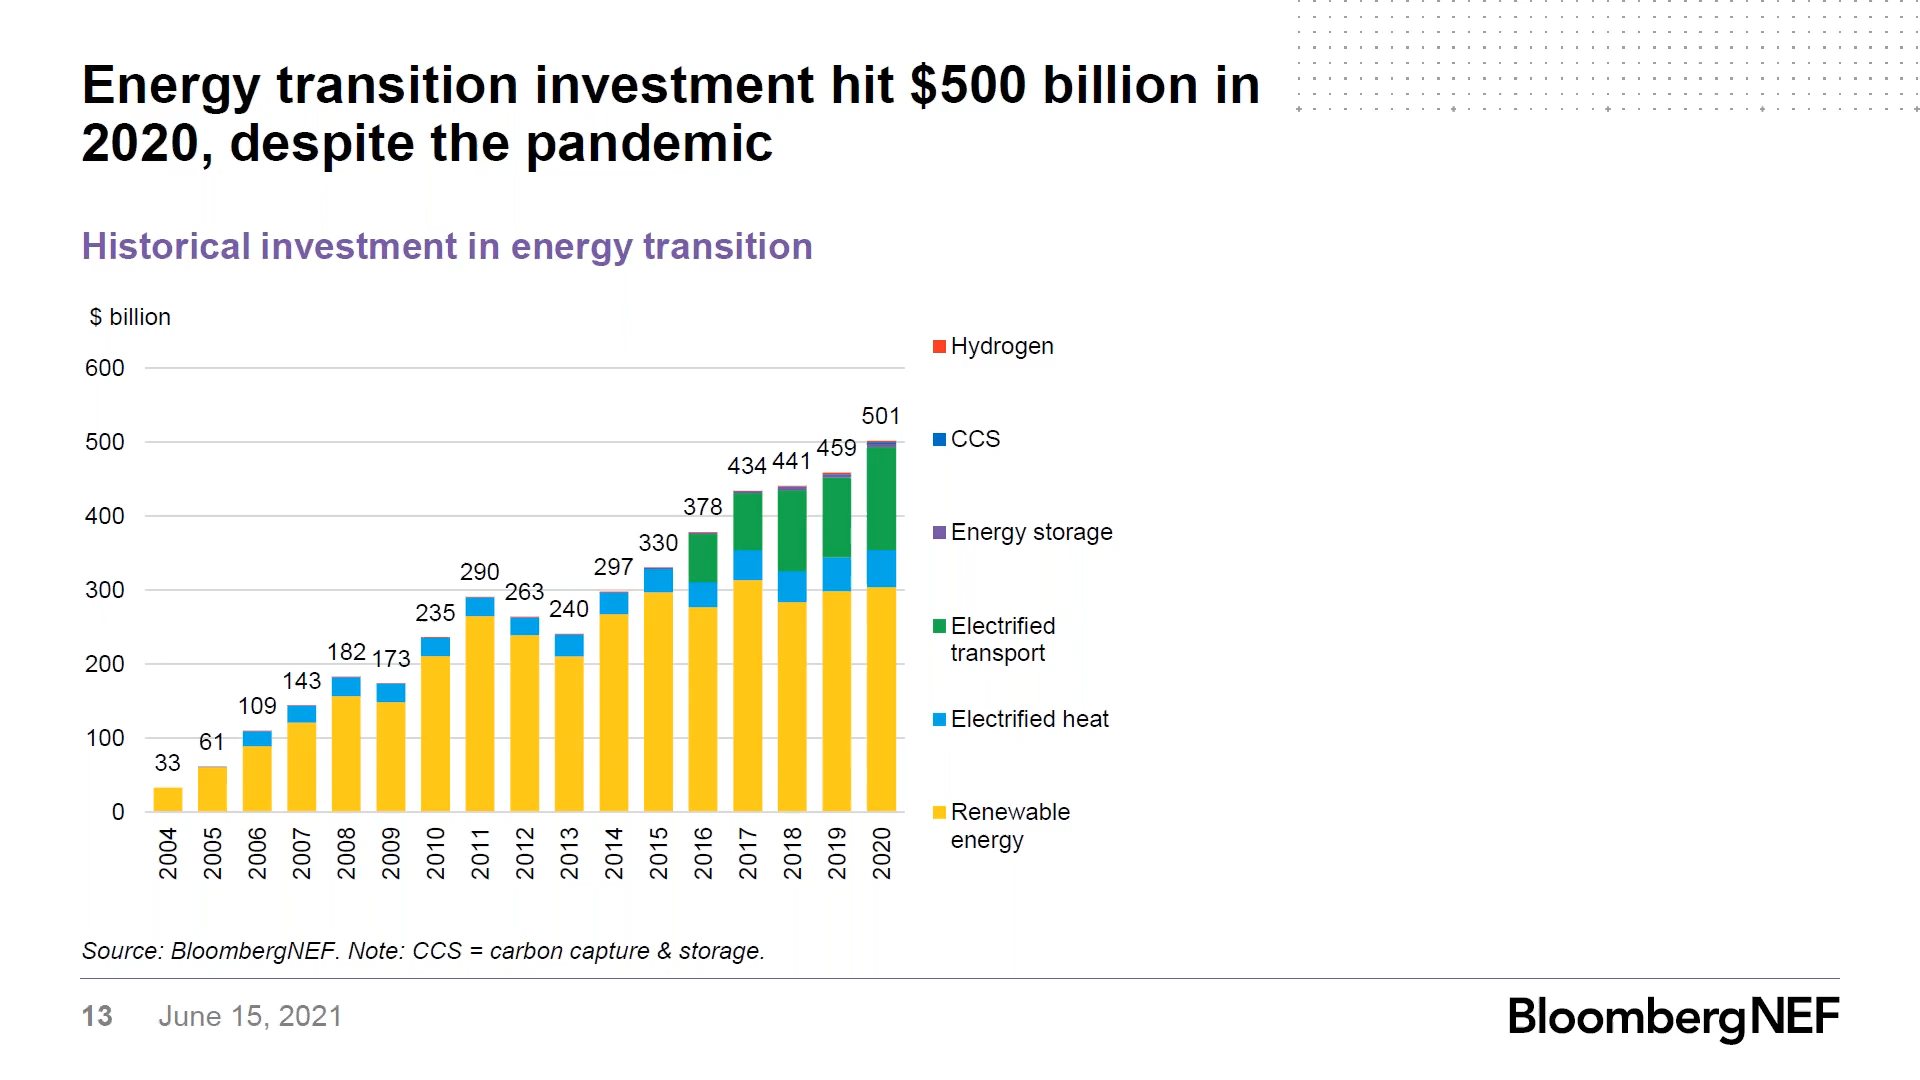 Energy transition investment hit $500 billion in
2020, despite the pandemic
Historical investment in energy transition
$ billion
600
500
400
300
200
100
0
33
61
109
143
182
173
235
290
263
240
297
330
378
434
441
459
501
2004
2005
2006
2007
2008
2009
2010
2011
2012
2013
2014
2015
2016
2017
2018
2019
2020
Hydrogen
CCS
Energy storage
Electrified
transport
Electrified heat
Renewable
energy
Source: BloombergNEF. Note: CCS = carbon capture & storage.
13 June 15, 2021
BloombergNEF